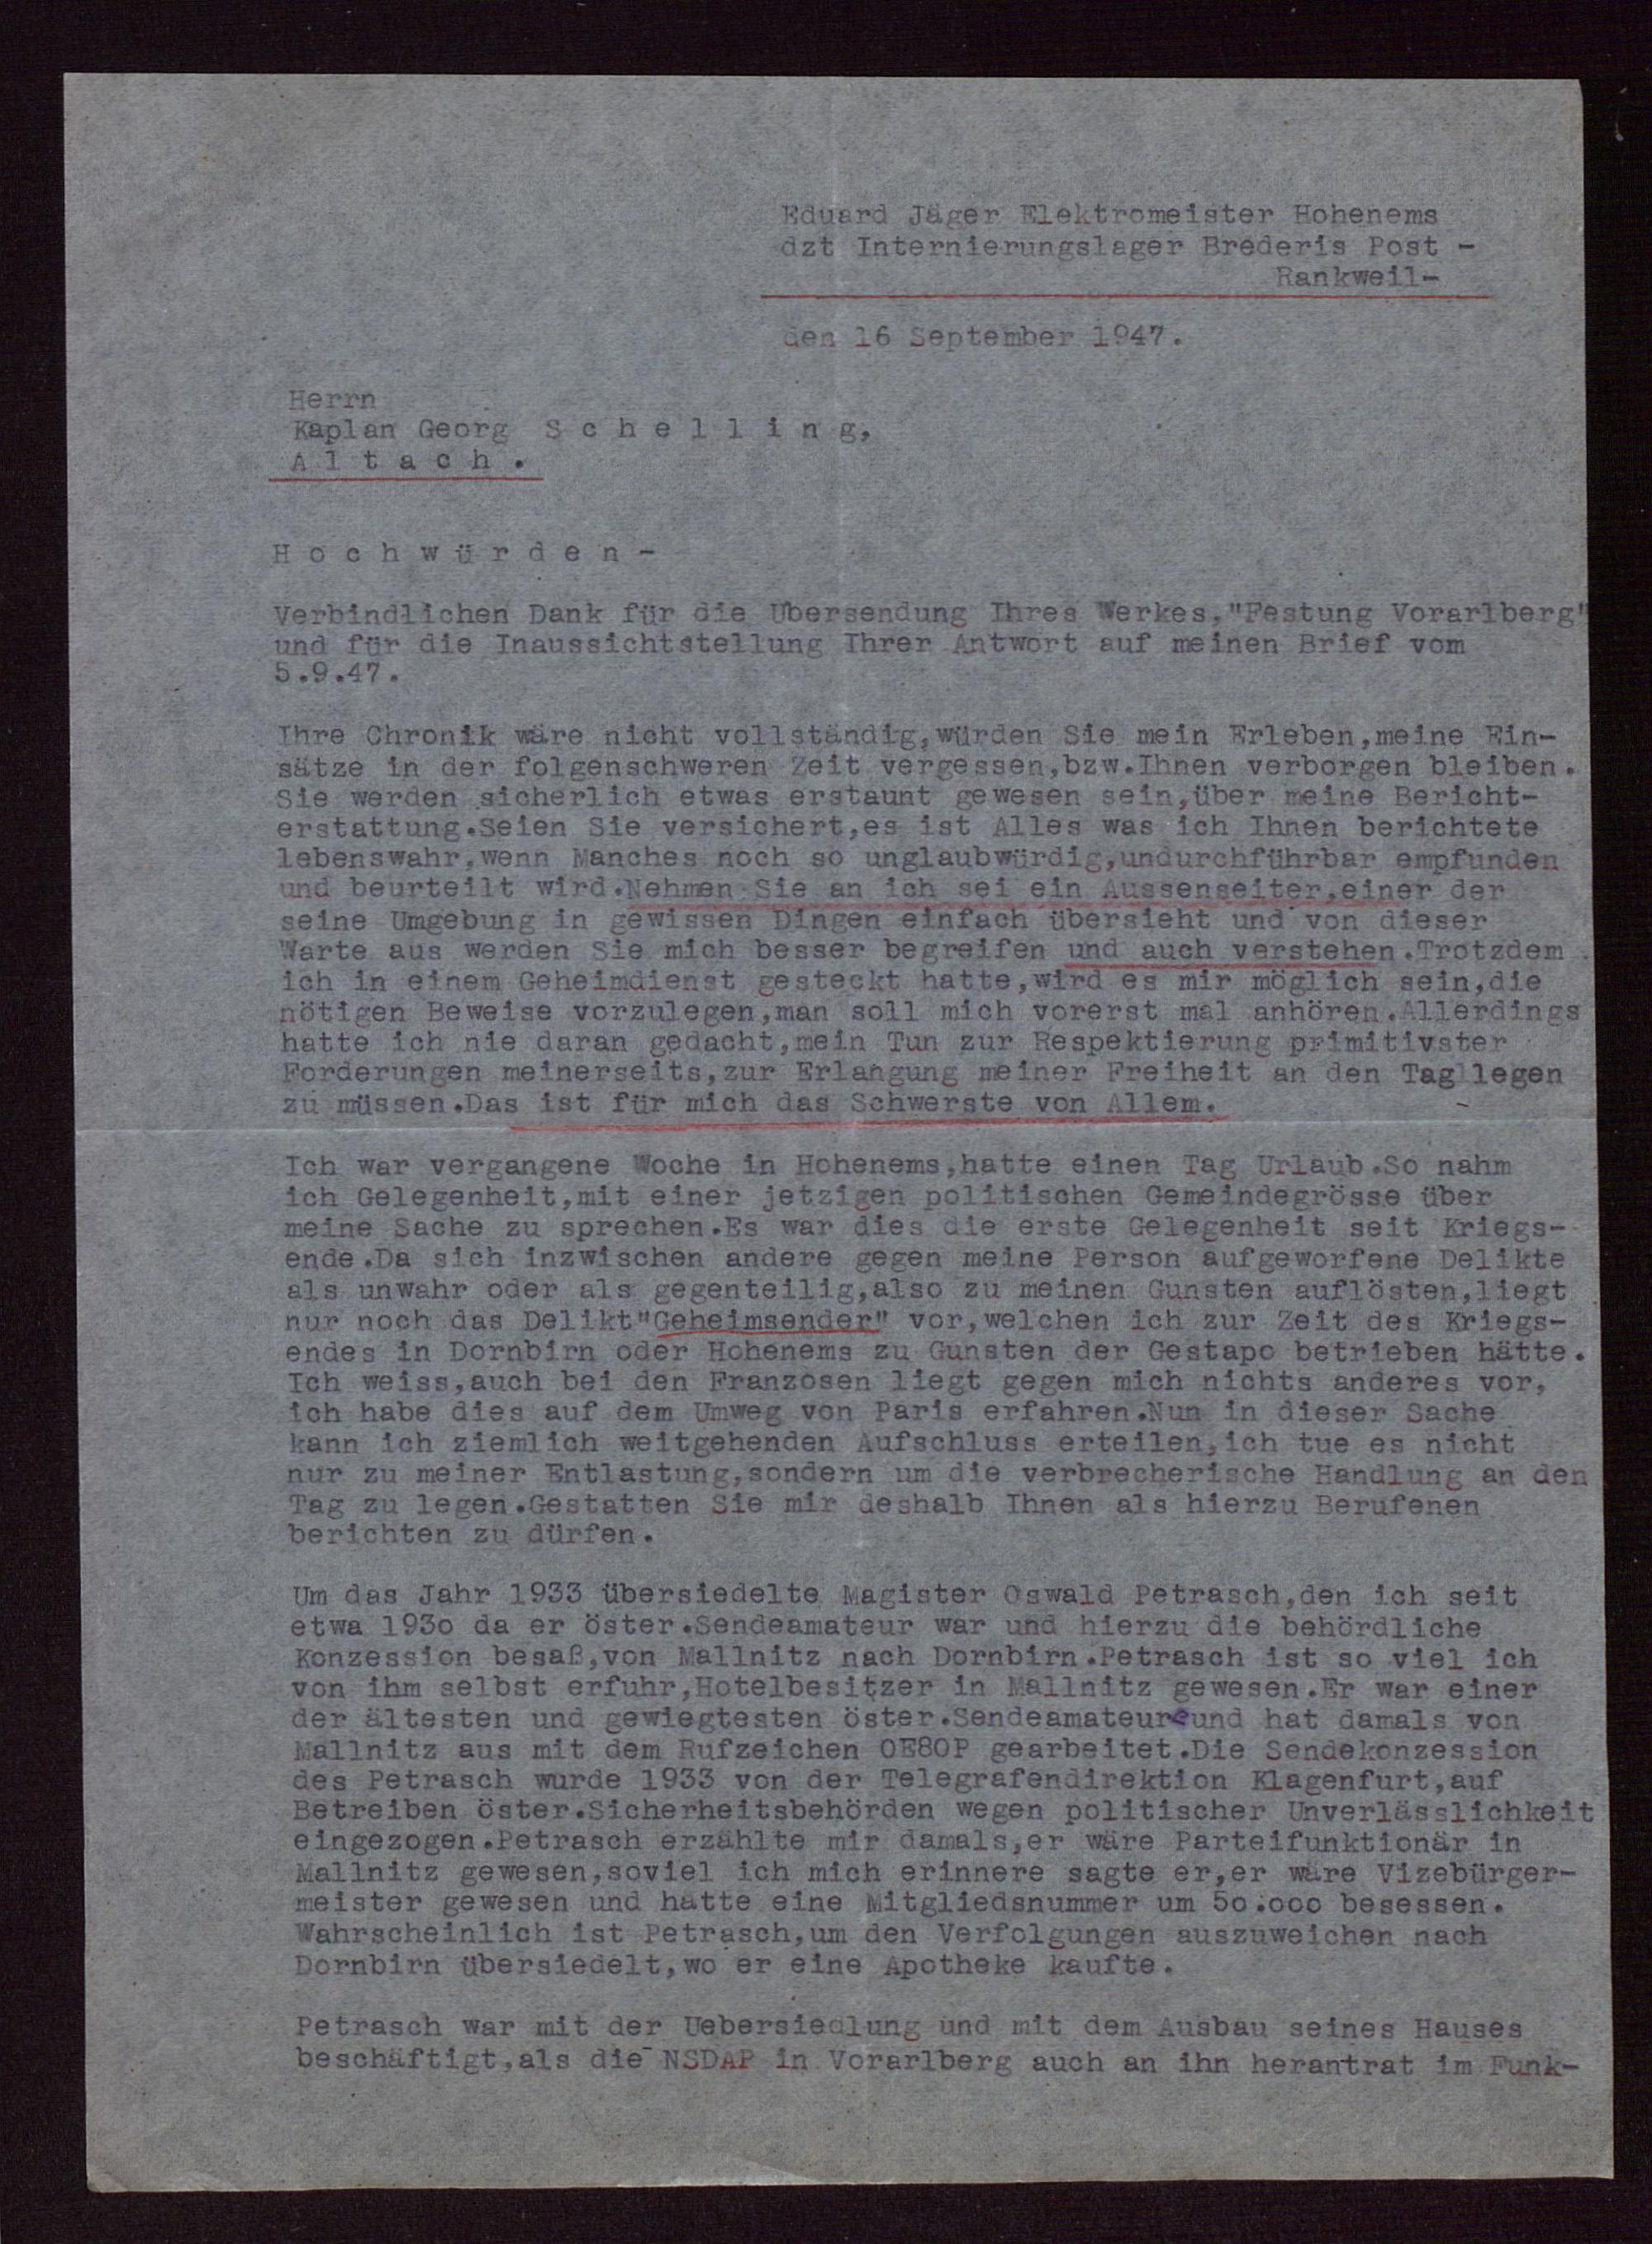 Eduard Jäger Elektromeister Hohenems
dzt Internierungslager Brederis Post -
Rankweil-
den 16 September 1947.
Herrn
Kaplan Georg S c h e l l i n g,
A l t a c h .
H o c h w ü r d e n -
Verbindlichen Dank für die Übersendung Ihres Werkes,"Festung Vorarlberg"
und für die Inaussichtstellung Ihrer Antwort auf meinen Brief vom
5.9.47.
Ihre Chronik wäre nicht vollständig,würden Sie mein Erleben,meine Ein-
sätze in der folgenschweren Zeit vergessen,bzw.Ihnen verborgen bleiben.
Sie werden sicherlich etwas erstaunt gewesen sein,über meine Bericht-
erstattung.Seien Sie versichert,es ist Alles was ich Ihnen berichtete
lebenswahr,wenn Manches noch so unglaubwürdig,undurchführbar empfunden
und beurteilt wird.Nehmen Sie an ich sei ein Aussenseiter,einer der
seine Umgebung in gewissen Dingen einfach übersieht und von dieser
Warte aus werden Sie mich besser begreifen und auch verstehen.Trotzdem
ich in einem Geheimdienst gesteckt hatte,wird es mir möglich sein,die
nötigen Beweise vorzulegen,man soll mich vorerst mal anhören.Allerdings
hatte ich nie daran gedacht,mein Tun zur Respektierung primitivster
Forderungen meinerseits,zur Erlangung meiner Freiheit an den Tag legen
zu müssen.Das ist für mich das Schwerste von Allem.
Ich war vergangene Woche in Hohenems,hatte einen Tag Urlaub.So nahm
ich Gelegenheit,mit einer jetzigen politischen Gemeindegrösse über
meine Sache zu sprechen.Es war dies die erste Gelegenheit seit Kriegs-
ende.Da sich inzwischen andere gegen meine Person aufgeworfene Delikte
als unwahr oder als gegenteilig,also zu meinen Gunsten auflösten,liegt
nur noch das Delikt"Geheimsender" vor,welchen ich zur Zeit des Kriegs-
endes in Dornbirn oder Hohenems zu Gunsten der Gestapo betrieben hätte.
Ich weiss,auch bei den Franzosen liegt gegen mich nichts anderes vor,
ich habe dies auf dem Umweg von Paris erfahren.Nun in dieser Sache
kann ich ziemlich weitgehenden Aufschluss erteilen,ich tue es nicht
nur zu meiner Entlastung,sondern um die verbrecherische Handlung an den
Tag zu legen.Gestatten Sie mir deshalb Ihnen als hierzu Berufenen
berichten zu dürfen.
Um das Jahr 1933 übersiedelte Magister Oswald Petrasch,den ich seit
etwa 193o da er öster.Sendeamateur war und hierzu die behördliche
Konzession besaß,von Mallnitz nach Dornbirn.Petrasch ist so viel ich
von ihm selbst erfuhr,Hotelbesitzer in Mallnitz gewesen.Er war einer
der ältesten und gewiegtesten öster.Sendeamateure und hat damals von
Mallnitz aus mit dem Rufzeichen OE8OP gearbeitet.Die Sendekonzession
des Petrasch wurde 1933 von der Telegrafendirektion Klagenfurt,auf
Betreiben öster.Sicherheitsbehörden wegen politischer Unverlässlichkeit
eingezogen.Petrasch erzählte mir damals,er wäre Parteifunktionär in
Mallnitz gewesen,soviel ich mich erinnere sagte er,er wäre Vizebürger-
meister gewesen und hätte eine Mitgliedsnummer um 5o.ooo besessen.
Wahrscheinlich ist Petrasch,um den Verfolgungen auszuweichen nach
Dornbirn übersiedelt,wo er eine Apotheke kaufte.
Petrasch war mit der Uebersiedlung und mit dem Ausbau seines Hauses
beschäftigt,als die NSDAP in Vorarlberg auch an ihn herantrat im Funk-